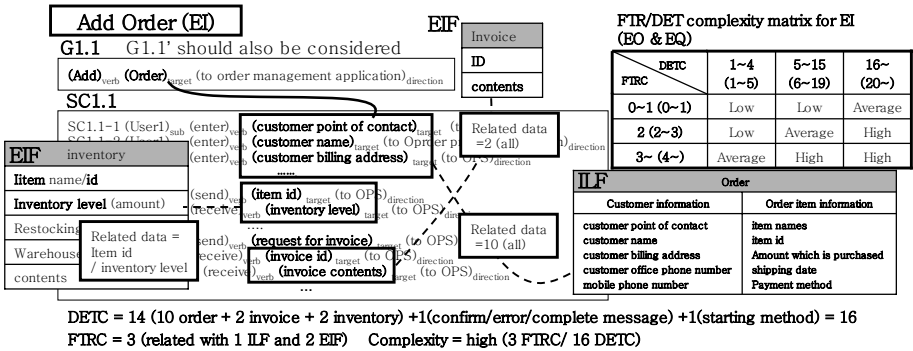 Add Order (EI)
G1.1 G1.1' should also be considered
(Add)verb (Order)target (to order management application)direction
SC1.1
SC1.1-1 (User1)sub (enter)verb (customer point of contact)target
(enter)verb (customer name)target (to
direction
(enter)verb (customer billing address)target (to OPS)
......
(send)verb (item id)target (to OPS)direction
(receive)verb (inventory level)target (to OPS)direction
....
(send)verb (request for invoice)target (to OPS)direction
(receive)verb (invoice id)target (to OPS)direction
(receive)verb (invoice contents)target (to OPS)direction
...
EIF
Invoice
ID
contents
Related data
=2 (all)
Related data
=10 (all)
EIF inventory
Iitem name/id
Inventory level (amount)
Restocking
Warehouse
contents
Related data =
Item id
/ inventory level
FTR/DET complexity matrix for EI
(EO & EQ)
DETC 1~4 5~15 16~
FTRC (1~5) (6~19) (20~)
0~1 (0~1) Low Low Average
2 (2~3) Low Average High
3~ (4~) Average High High
ILF Order
Customer information Order item information
customer point of contact item names
customer name item id
customer billing address Amount which is purchased
customer office phone number shipping date
mobile phone number Payment method
DETC = 14 (10 order + 2 invoice + 2 inventory) +1(confirm/error/complete message) +1(starting method) = 16
FTRC = 3 (related with 1 ILF and 2 EIF) Complexity = high (3 FTRC/ 16 DETC)